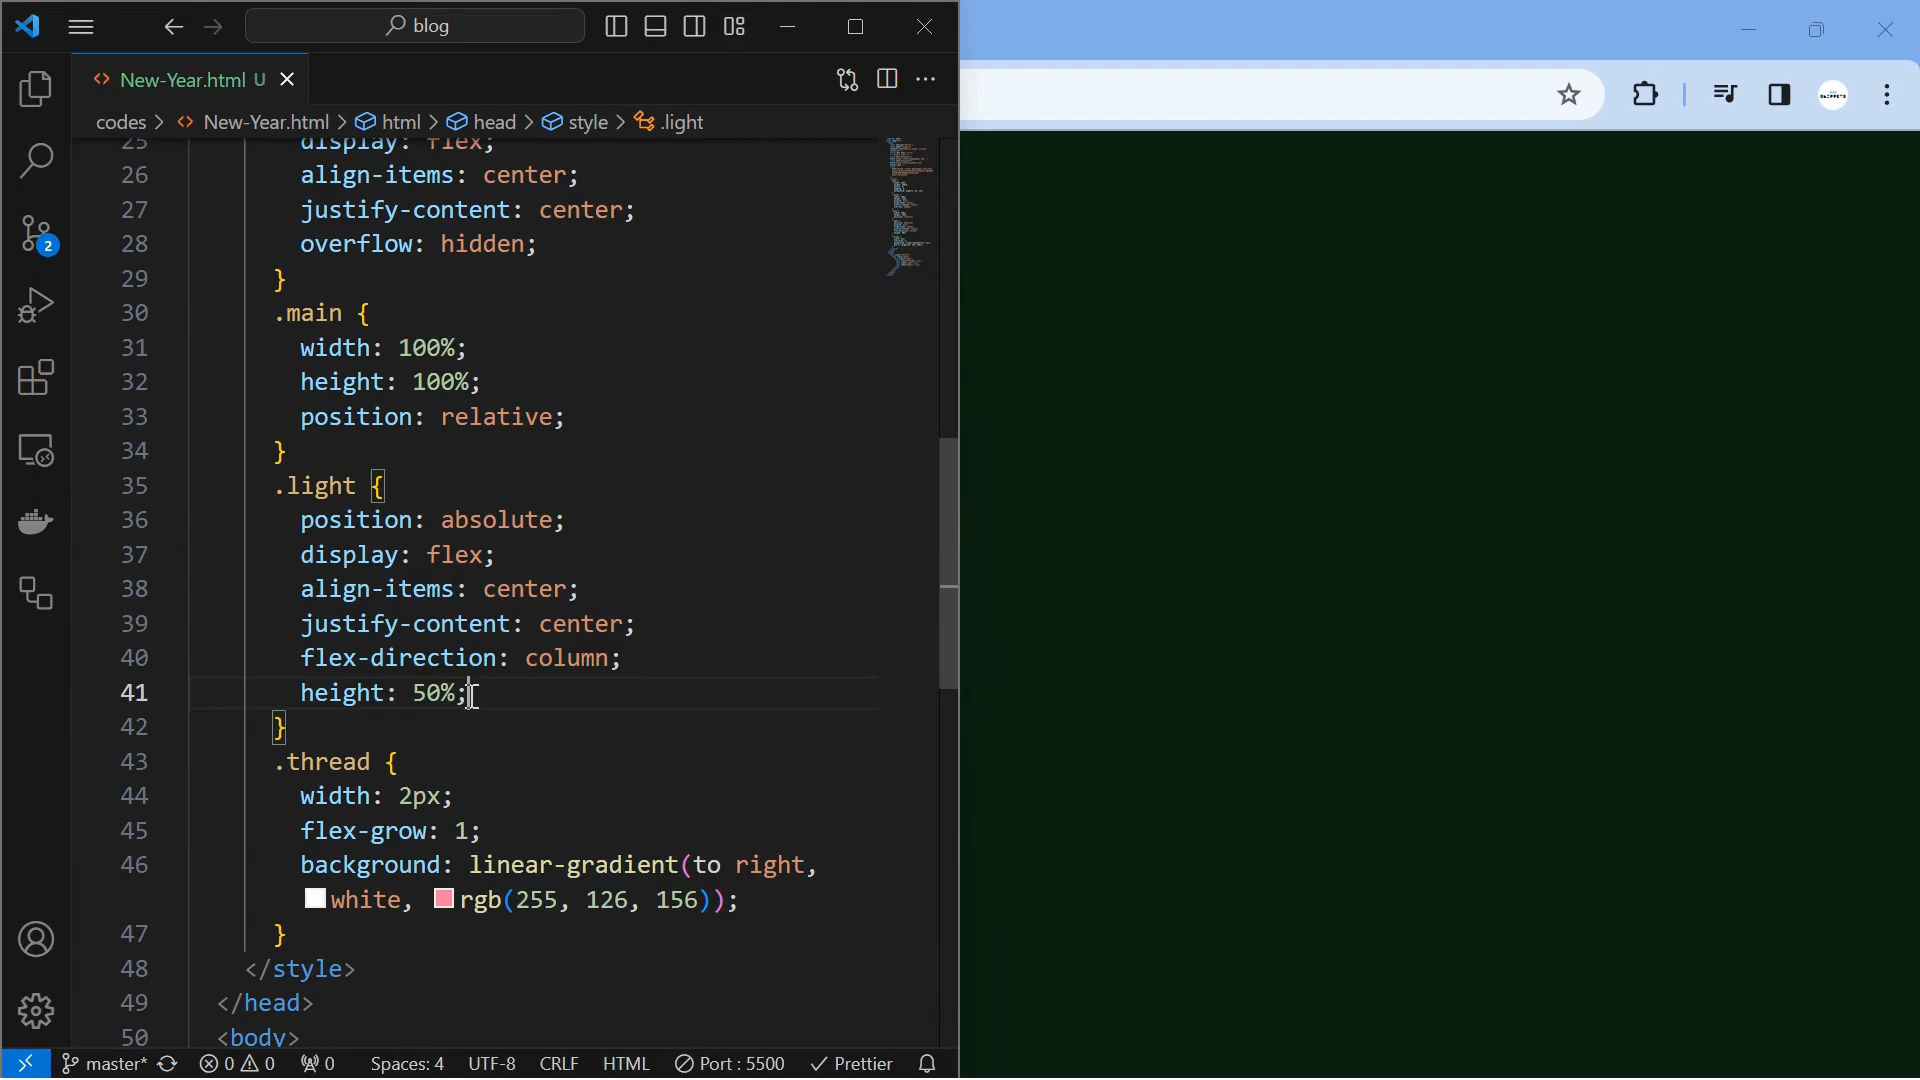 blog
New-Year.html U
codes > New-Year.html > html > head > style > .light
25 display: flex;
26 align-items: center;
27 justify-content: center;
28 overflow: hidden;
29 }
30 .main {
31 width: 100%;
32 height: 100%;
33 position: relative;
34 }
35 .light {
36 position: absolute;
37 display: flex;
38 align-items: center;
39 justify-content: center;
40 flex-direction: column;
41 height: 50%;
42 }
43 .thread {
44 width: 2px;
45 flex-grow: 1;
46 background: linear-gradient(to right,
white, rgb(255, 126, 156));
47 }
48 </style>
49 </head>
50 <body>
2
master* 0 0 0 Spaces: 4 UTF-8 CRLF HTML Port : 5500 Prettier